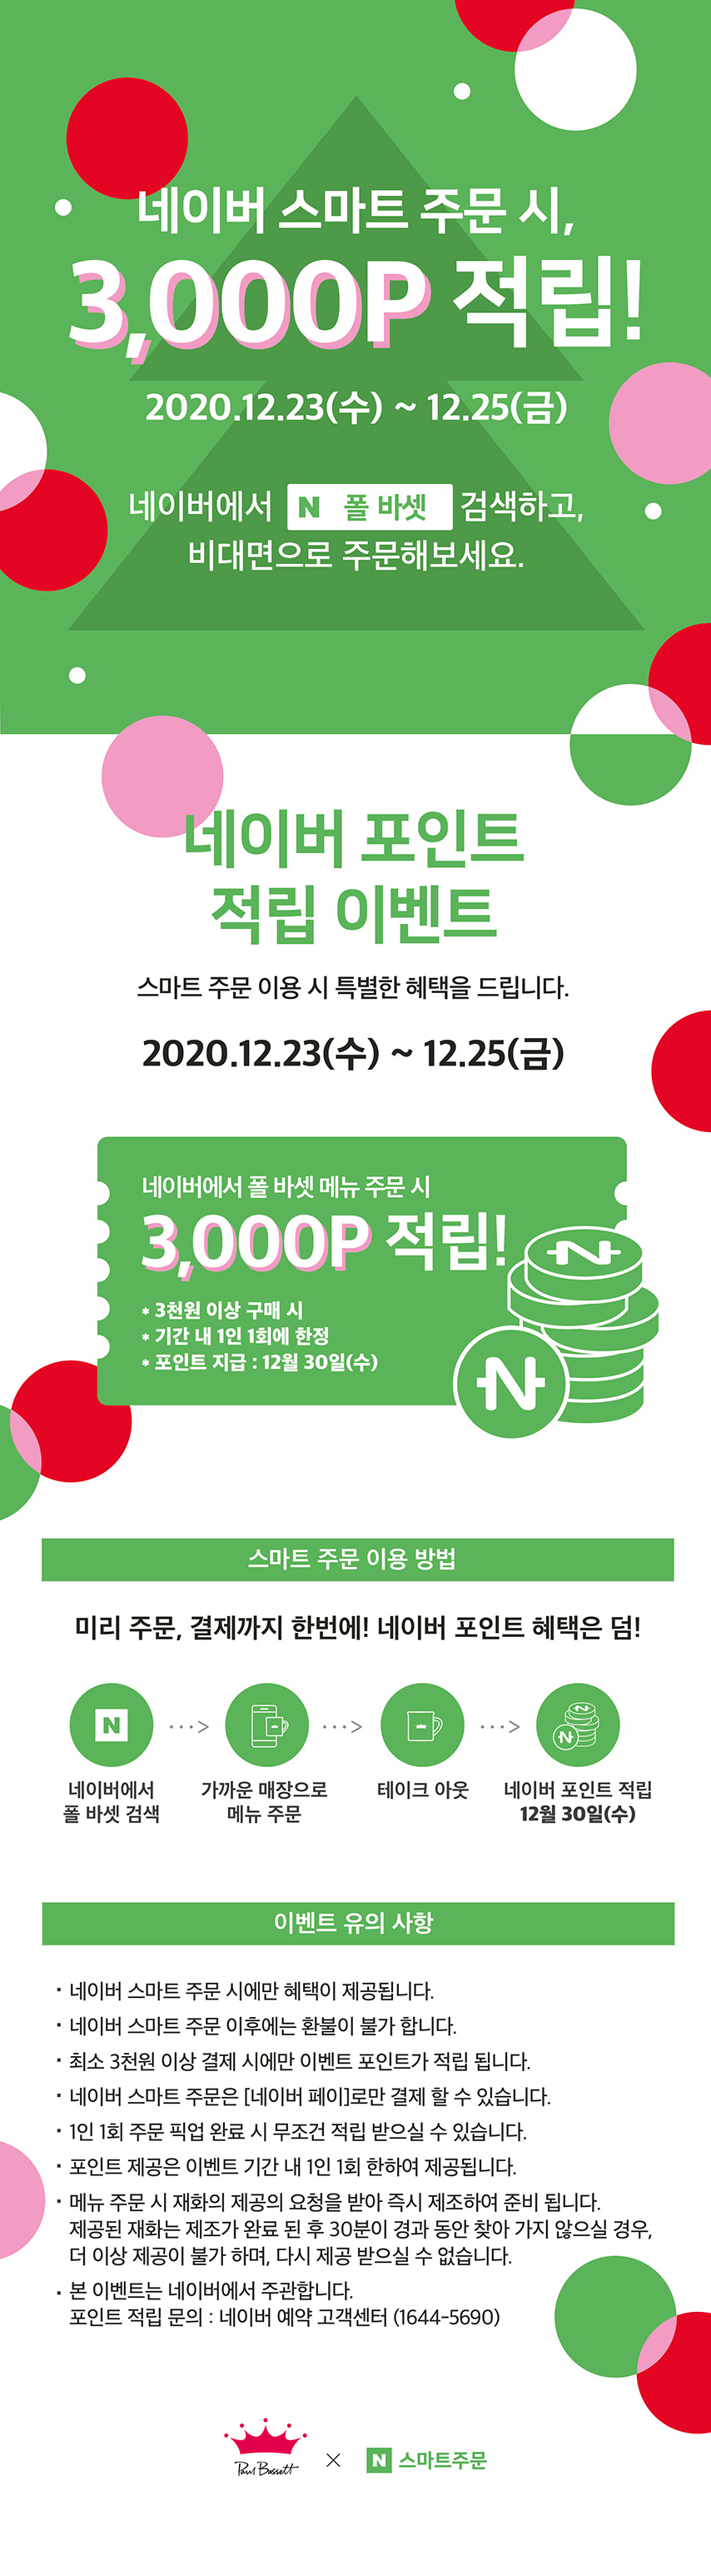 네이버 스마트 주문 시,
3,000P 적립!
2020.12.23(수) ~ 12.25(금)
네이버에서 N 폴 바셋 검색하고,
비대면으로 주문해보세요.
네이버 포인트
적립 이벤트
스마트 주문 이용 시 특별한 혜택을 드립니다.
2020.12.23(수) ~ 12.25(금)
네이버에서 폴 바셋 메뉴 주문 시
3,000P 적립!
* 3천원 이상 구매 시
* 기간 내 1인 1회에 한정
* 포인트 지급 : 12월 30일(수)
N
N
스마트 주문 이용 방법
미리 주문, 결제까지 한번에! 네이버 포인트 혜택은 덤!
N
N
N
네이버에서
폴 바셋 검색
가까운 매장으로
메뉴 주문
테이크 아웃
네이버 포인트 적립
12월 30일(수)
이벤트 유의 사항
· 네이버 스마트 주문 시에만 혜택이 제공됩니다.
· 네이버 스마트 주문 이후에는 환불이 불가 합니다.
· 최소 3천원 이상 결제 시에만 이벤트 포인트가 적립 됩니다.
· 네이버 스마트 주문은 [네이버 페이]로만 결제 할 수 있습니다.
· 1인 1회 주문 픽업 완료 시 무조건 적립 받으실 수 있습니다.
· 포인트 제공은 이벤트 기간 내 1인 1회 한하여 제공됩니다.
· 메뉴 주문 시 재화의 제공의 요청을 받아 즉시 제조하여 준비 됩니다.
제공된 재화는 제조가 완료 된 후 30분이 경과 동안 찾아 가지 않으실 경우,
더 이상 제공이 불가 하며, 다시 제공 받으실 수 없습니다.
· 본 이벤트는 네이버에서 주관합니다.
포인트 적립 문의 : 네이버 예약 고객센터 (1644-5690)
Paul Bassett × N 스마트주문